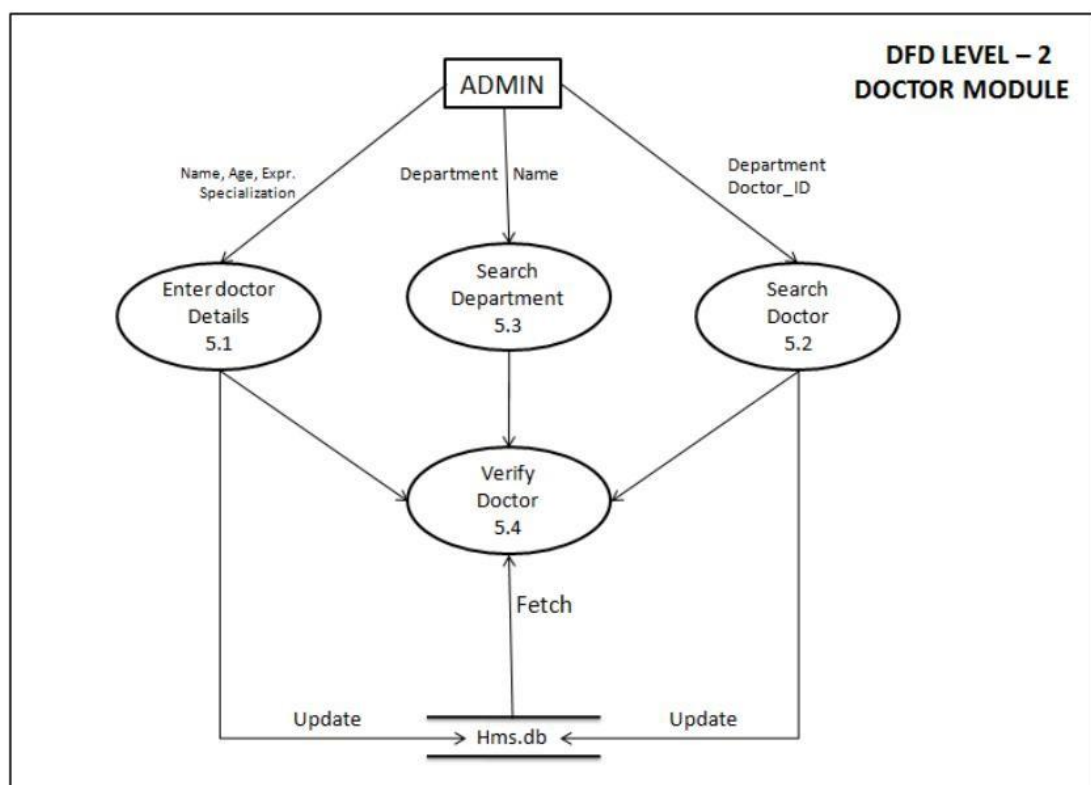 DFD LEVEL – 2
DOCTOR MODULE
ADMIN
Name, Age, Expr.
Specialization
Department Name
Department
Doctor_ID
Enter doctor
Details
5.1
Search
Department
5.3
Search
Doctor
5.2
Verify
Doctor
5.4
Fetch
Update
Hms.db
Update